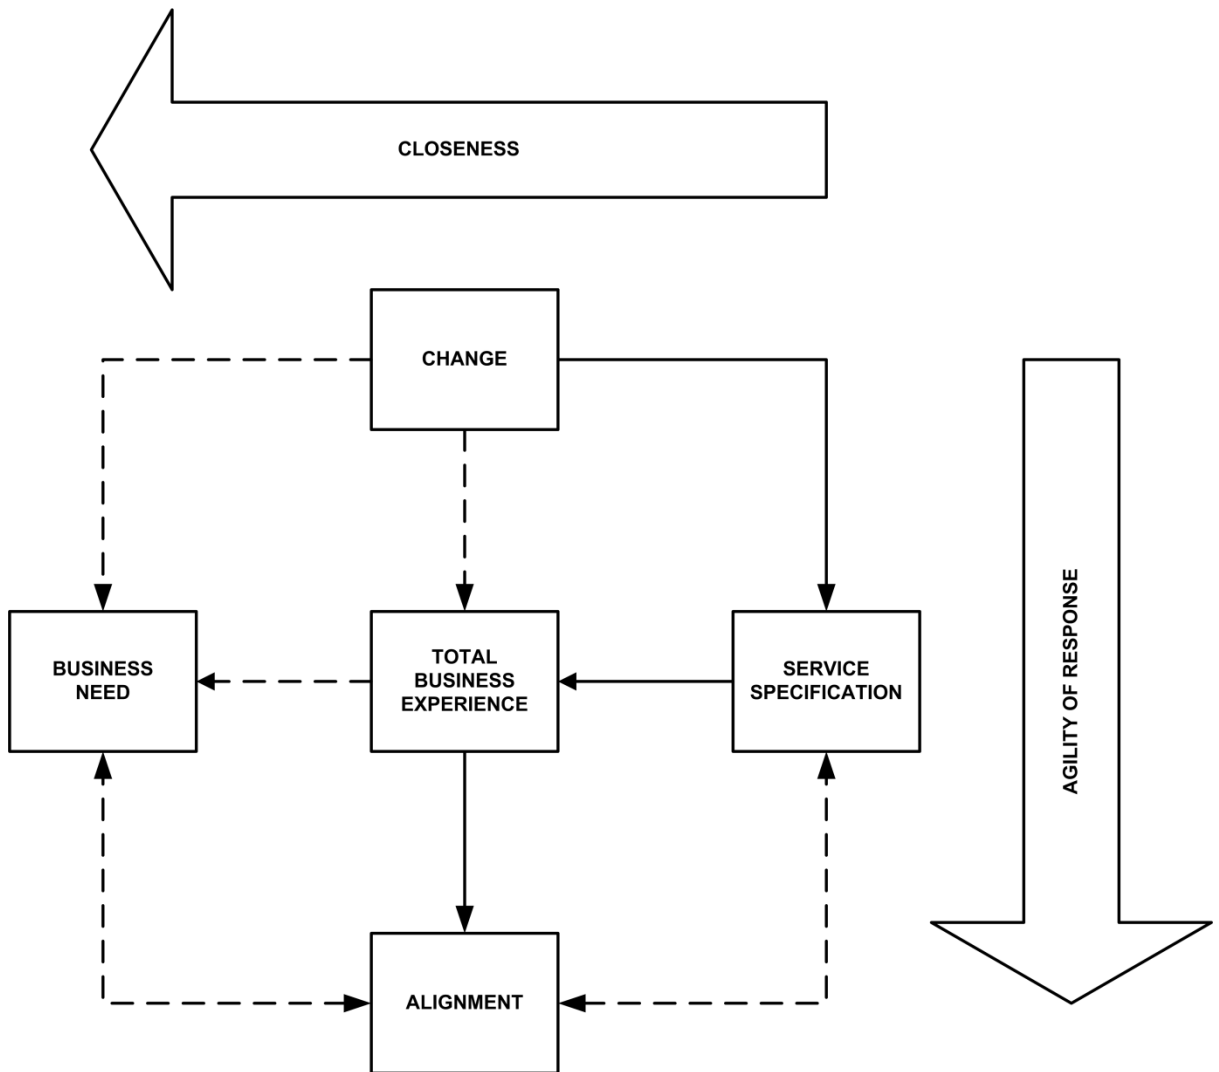 CLOSENESS
CHANGE
BUSINESS
NEED
TOTAL
BUSINESS
EXPERIENCE
SERVICE
SPECIFICATION
AGILITY OF RESPONSE
ALIGNMENT